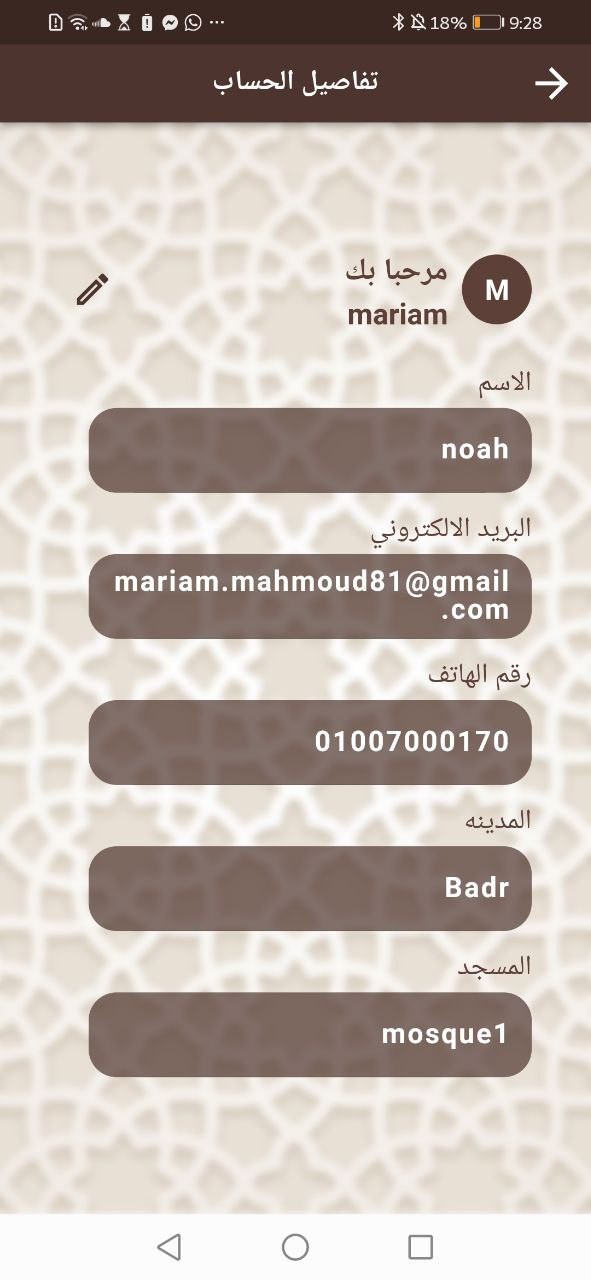 18% 9:28
تفاصيل الحساب
M
مرحبا بك
mariam
الاسم
noah
البريد الالكتروني
mariam.mahmoud81@gmail
.com
رقم الهاتف
01007000170
المدينه
Badr
المسجد
mosque1